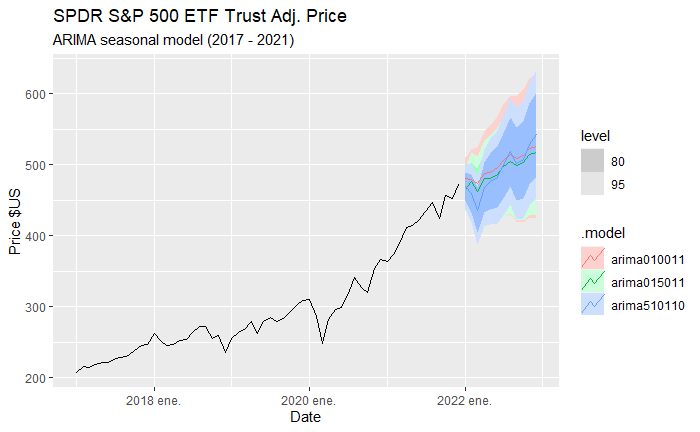 SPDR S&P 500 ETF Trust Adj. Price
ARIMA seasonal model (2017 - 2021)
600
500
400
300
200
Price $US
2018 ene.
2020 ene.
2022 ene.
Date
level
80
95
.model
arima010011
arima015011
arima510110